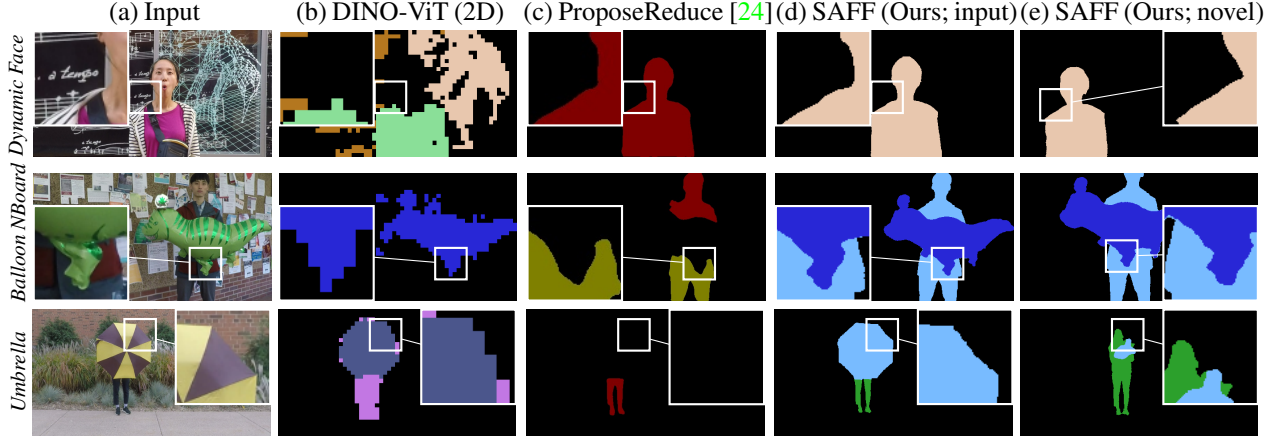 (a) Input (b) DINO-ViT (2D) (c) ProposeReduce [24] (d) SAFF (Ours; input) (e) SAFF (Ours; novel)
Dynamic Face
a tempo
Balloon NBoard
Umbrella